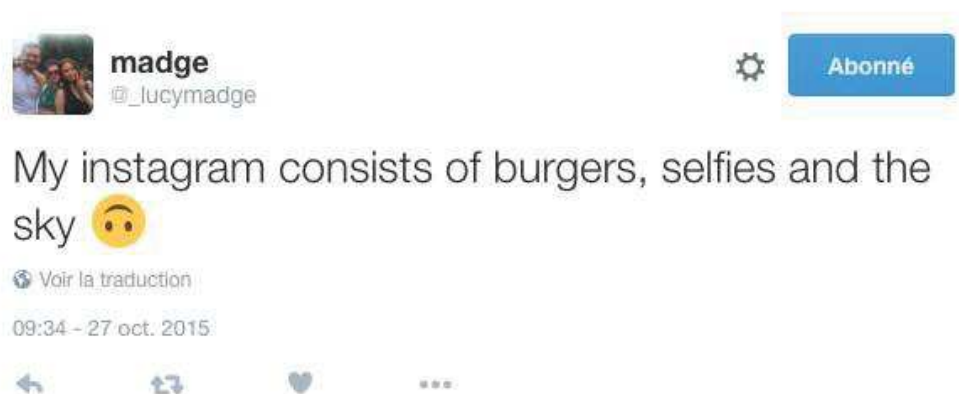 madge
@_lucymadge
Abonné
My instagram consists of burgers, selfies and the
sky 🙃
Voir la traduction
09:34 - 27 oct. 2015